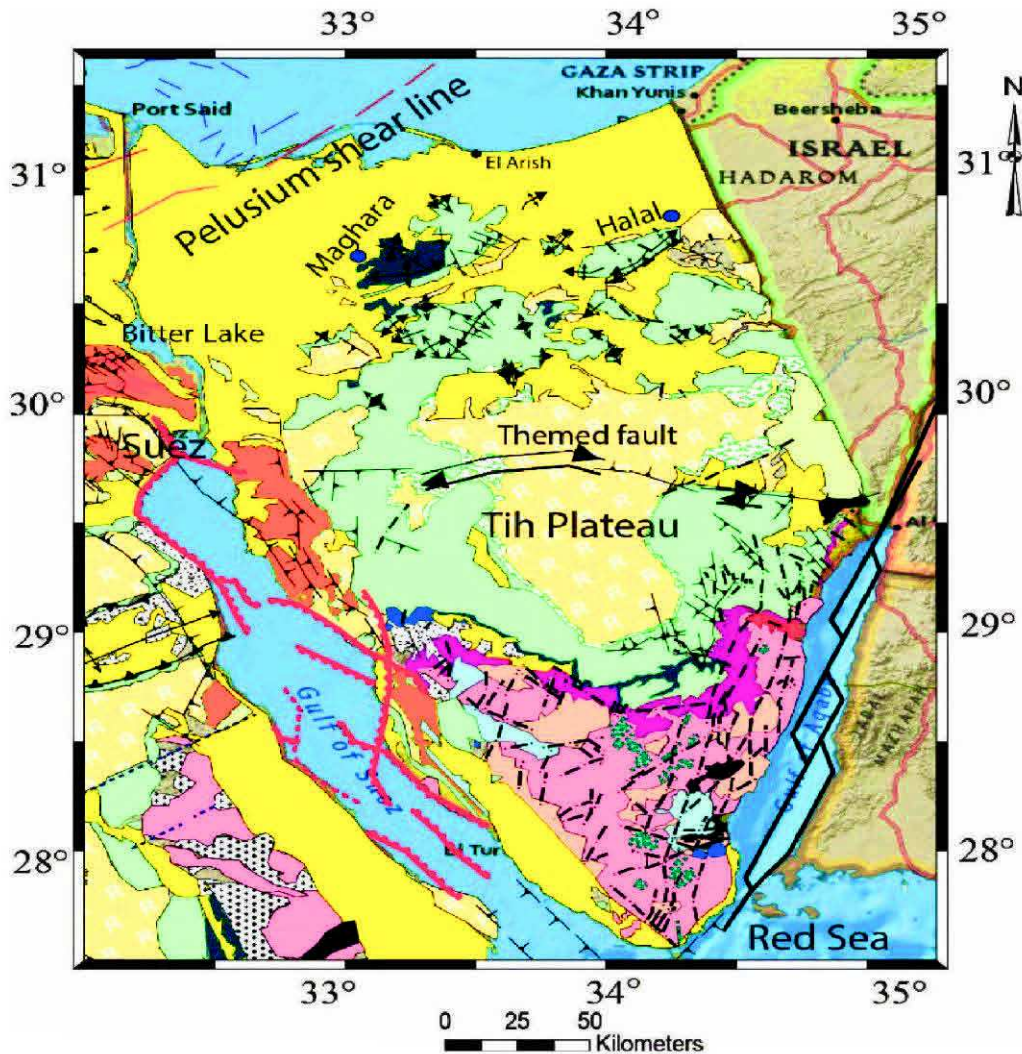 33°
34°
35°
GAZA STRIP
Khan Yunis
Port Said
Beersheba
N
Pelusium shear line
El Arish
ISRAEL
HADAROM
31°
31°
Maghara
Halal
Bitter Lake
30°
30°
Suez
Themed fault
Tih Plateau
29°
29°
Gulf of Suez
El Tur
28°
28°
Red Sea
33°
34°
35°
0 25 50
Kilometers